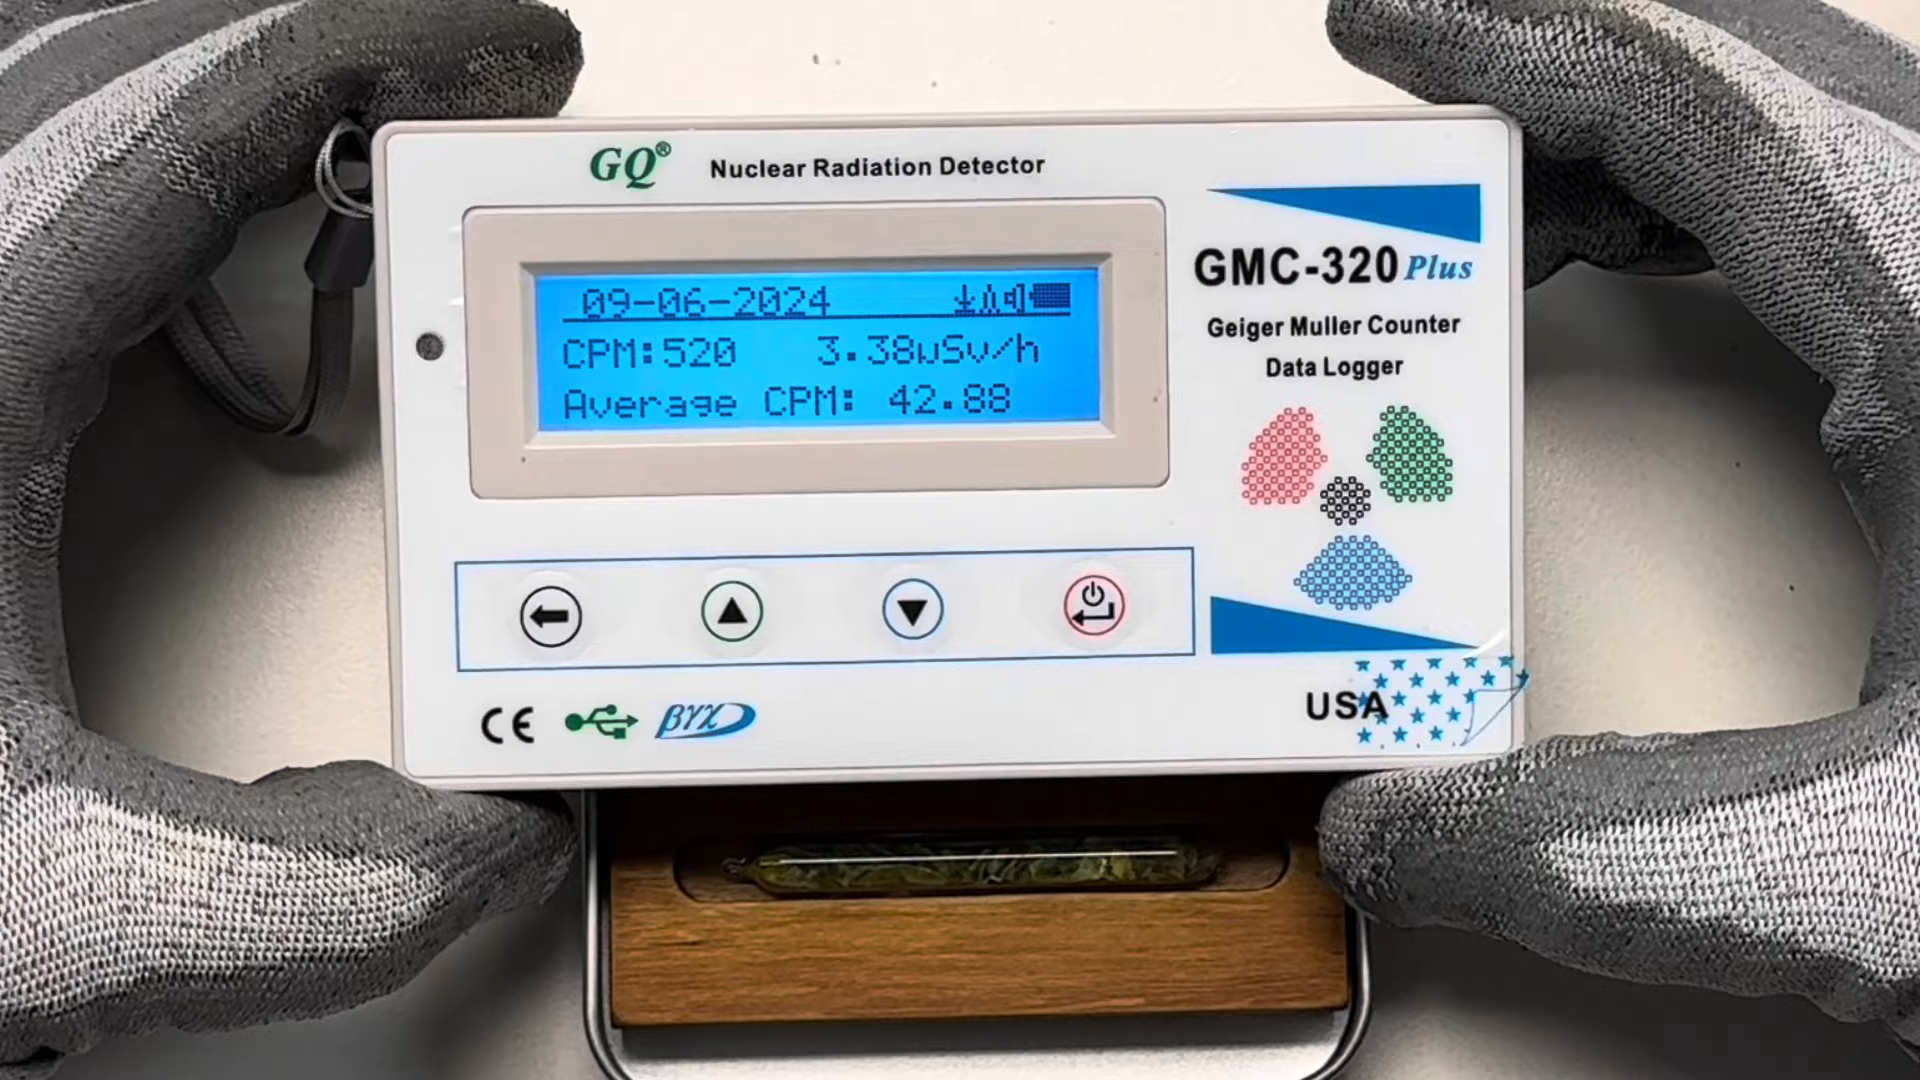 GQ® Nuclear Radiation Detector
09-06-2024
CPM:520 3.38uSv/h
Average CPM: 42.88
GMC-320 Plus
Geiger Muller Counter
Data Logger
CE βγχ
USA